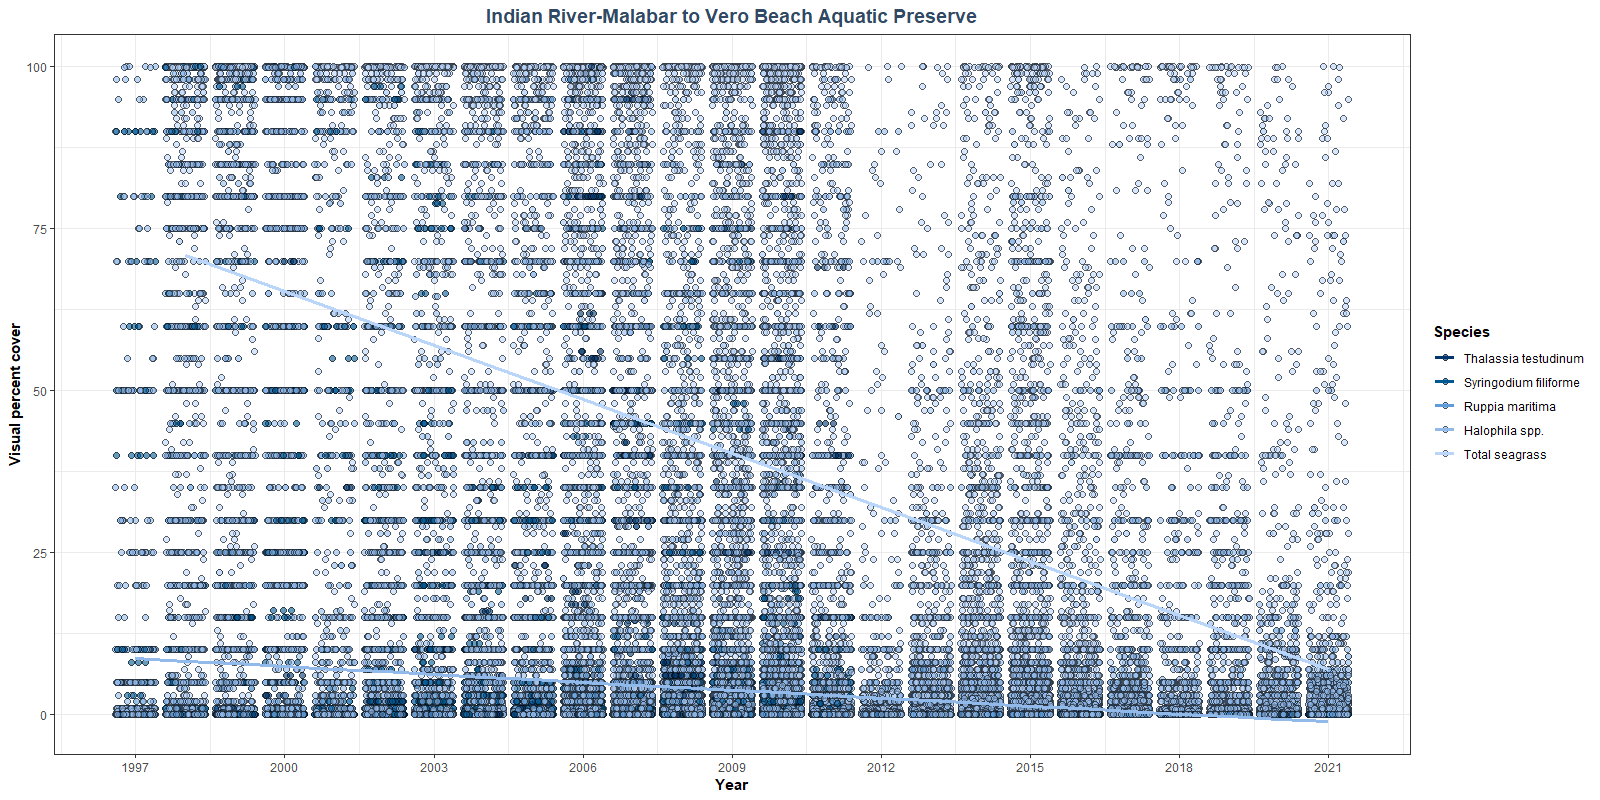 Indian River-Malabar to Vero Beach Aquatic Preserve
Visual percent cover
100
75
50
25
0
1997 2000 2003 2006 2009 2012 2015 2018 2021
Year
Species
Thalassia testudinum
Syringodium filiforme
Ruppia maritima
Halophila spp.
Total seagrass